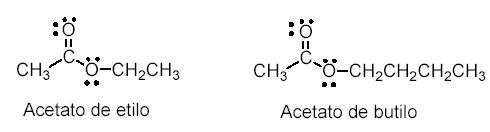 O O
C C
CH₃ O—CH₂CH₃ CH₃ O—CH₂CH₂CH₂CH₃
Acetato de etilo Acetato de butilo